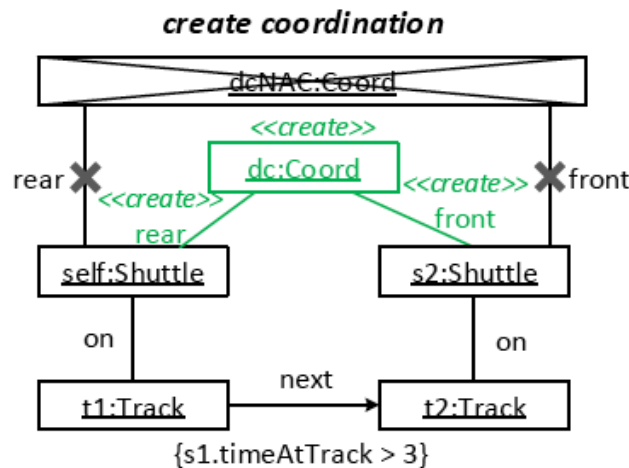 create coordination
dcNAC:Coord
<<create>>
rear
dc:Coord
front
<<create>>
<<create>>
rear
front
self:Shuttle
s2:Shuttle
on
on
next
t1:Track
t2:Track
{s1.timeAtTrack > 3}